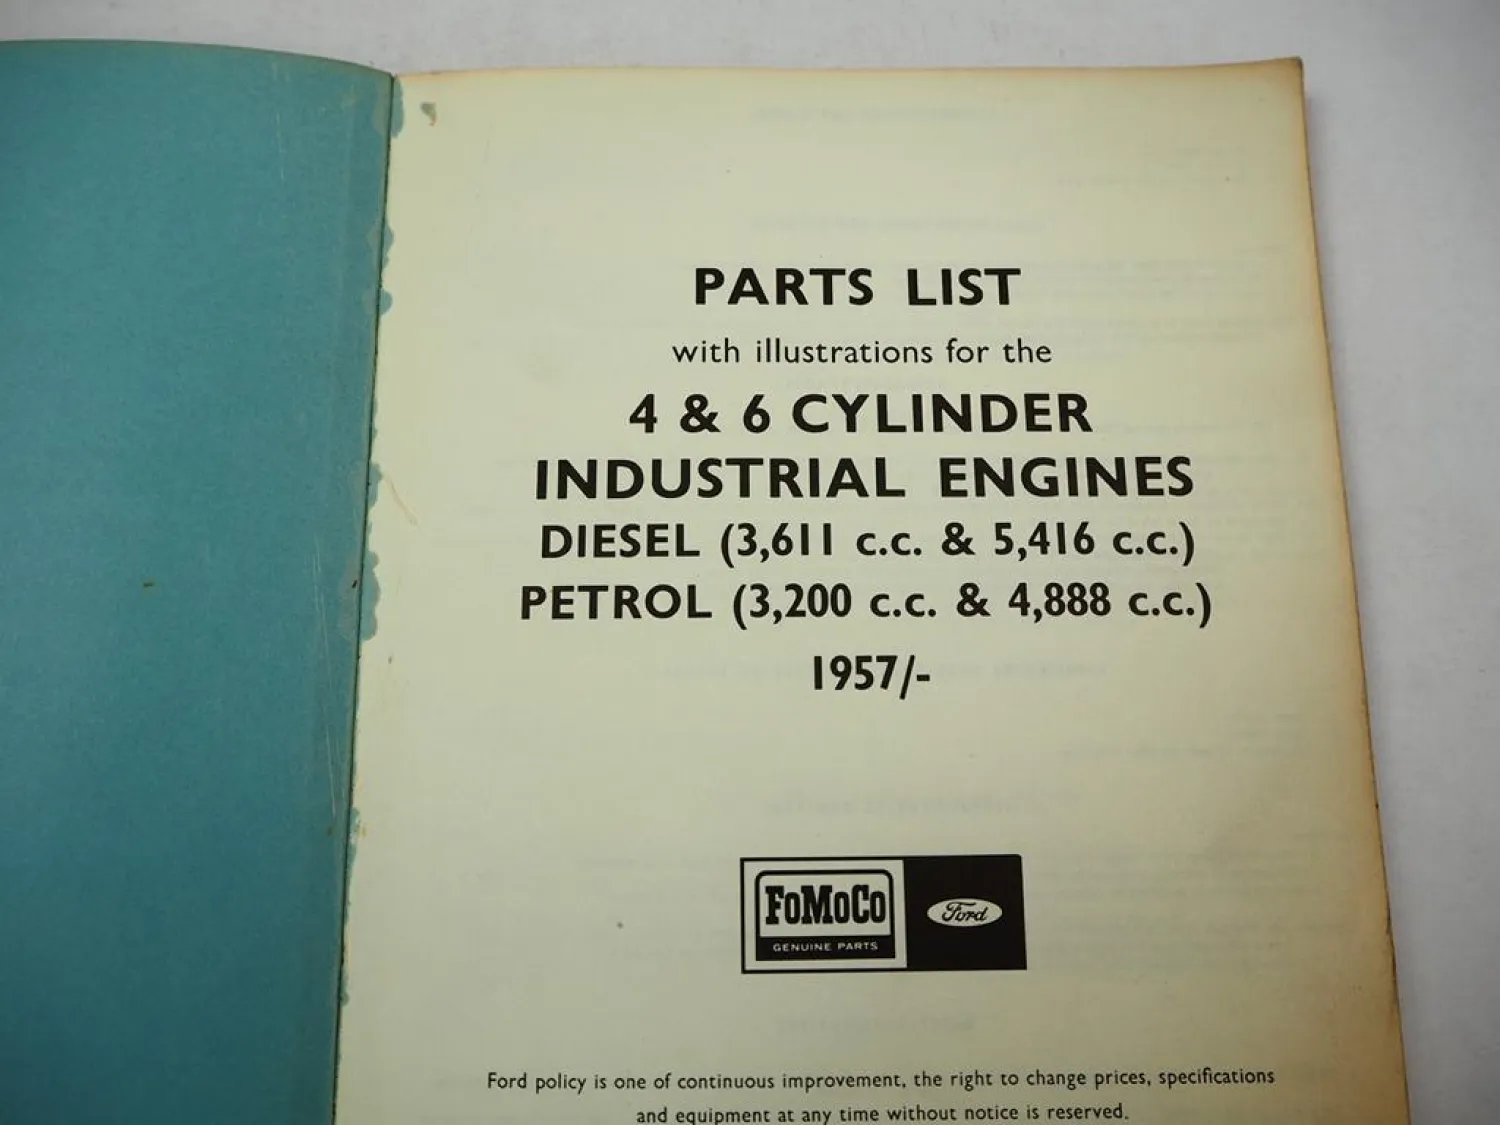 PARTS LIST
with illustrations for the
4 & 6 CYLINDER
INDUSTRIAL ENGINES
DIESEL (3,611 c.c. & 5,416 c.c.)
PETROL (3,200 c.c. & 4,888 c.c.)
1957/-
FoMoCo
GENUINE PARTS
Ford
Ford policy is one of continuous improvement, the right to change prices, specifications
and equipment at any time without notice is reserved.